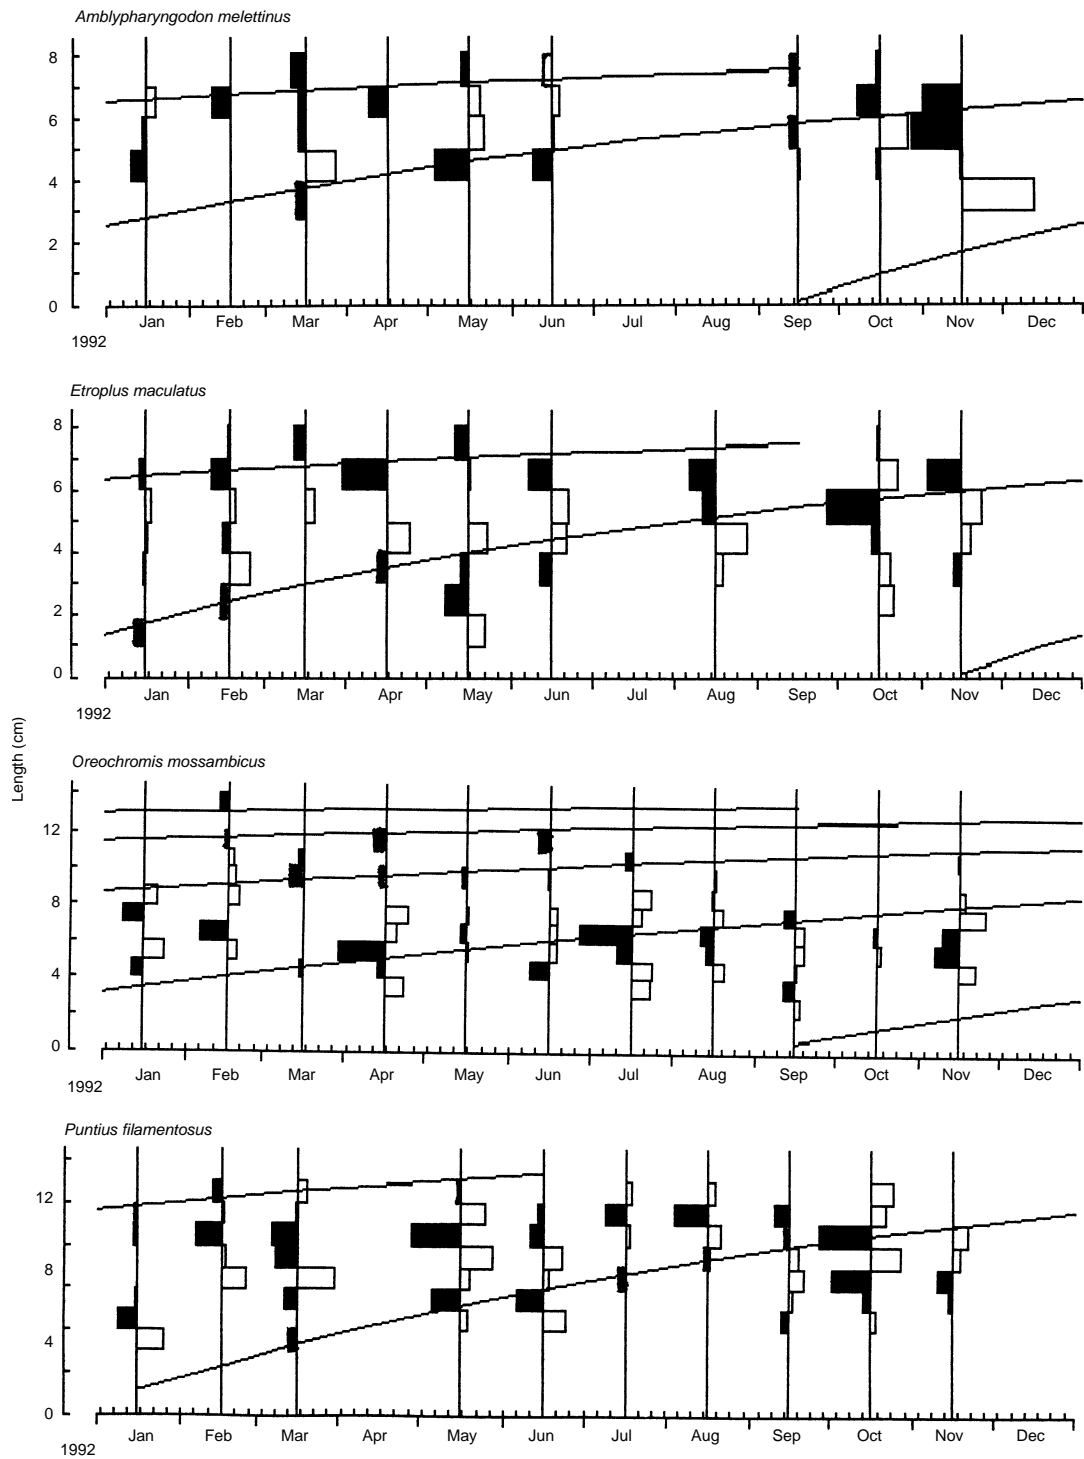 Amblypharyngodon melettinus
8
6
4
2
0
Jan Feb Mar Apr May Jun Jul Aug Sep Oct Nov Dec
1992
Etroplus maculatus
8
6
4
2
0
Jan Feb Mar Apr May Jun Jul Aug Sep Oct Nov Dec
1992
Length (cm)
Oreochromis mossambicus
12
8
4
0
Jan Feb Mar Apr May Jun Jul Aug Sep Oct Nov Dec
1992
Puntius filamentosus
12
8
4
0
Jan Feb Mar Apr May Jun Jul Aug Sep Oct Nov Dec
1992